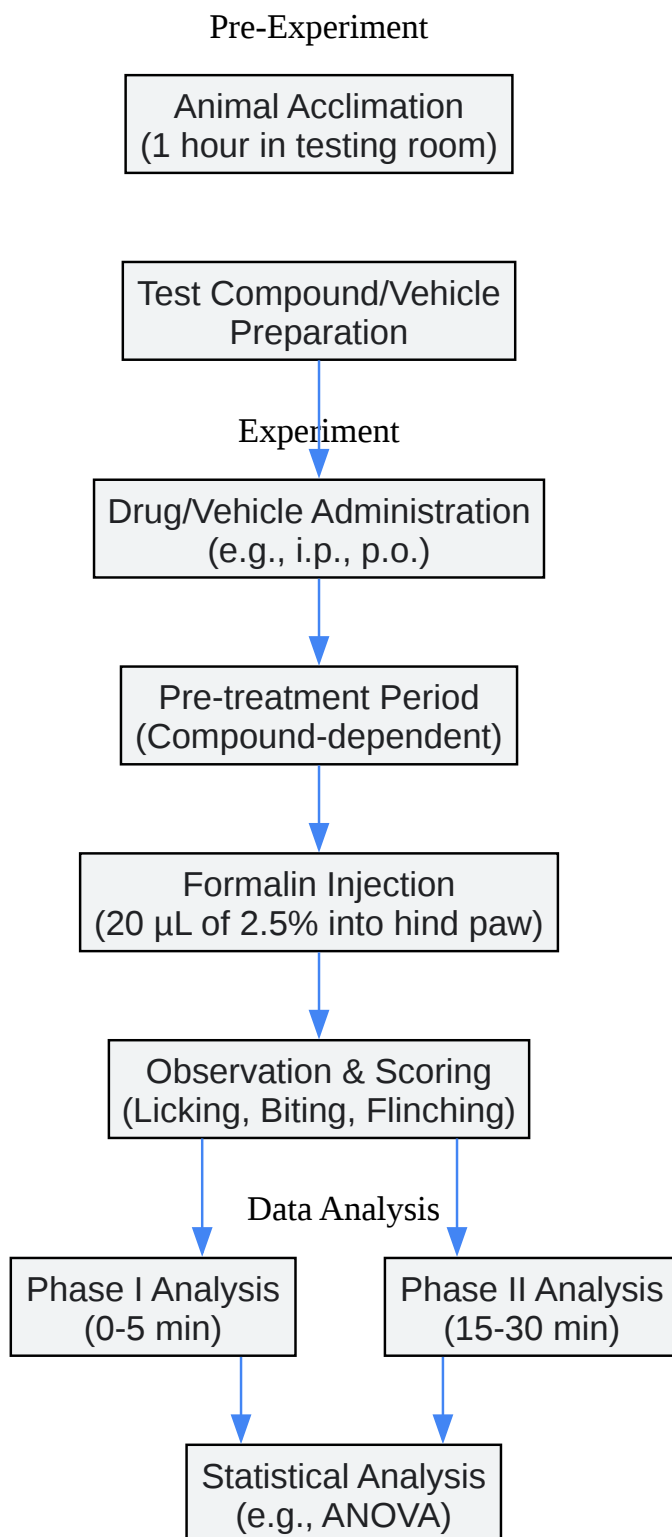 Pre-Experiment
Animal Acclimation
(1 hour in testing room)
Test Compound/Vehicle
Preparation
Experiment
Drug/Vehicle Administration
(e.g., i.p., p.o.)
Pre-treatment Period
(Compound-dependent)
Formalin Injection
(20 µL of 2.5% into hind paw)
Observation & Scoring
(Licking, Biting, Flinching)
Data Analysis
Phase I Analysis
(0-5 min)
Phase II Analysis
(15-30 min)
Statistical Analysis
(e.g., ANOVA)